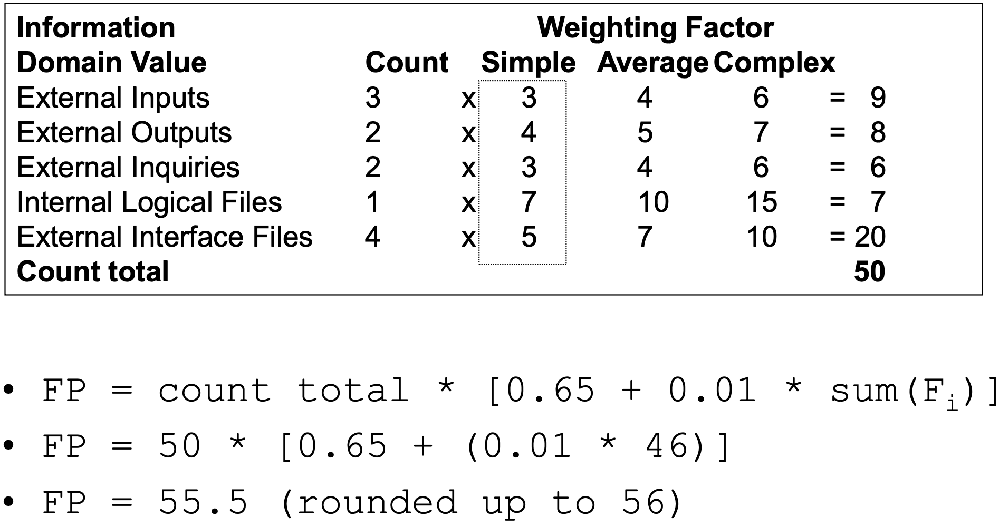 Information Weighting Factor
Domain Value Count Simple Average Complex
External Inputs 3 x 3 4 6 = 9
External Outputs 2 x 4 5 7 = 8
External Inquiries 2 x 3 4 6 = 6
Internal Logical Files 1 x 7 10 15 = 7
External Interface Files 4 x 5 7 10 = 20
Count total 50
• FP = count total * [0.65 + 0.01 * sum(Fi)]
• FP = 50 * [0.65 + (0.01 * 46)]
• FP = 55.5 (rounded up to 56)